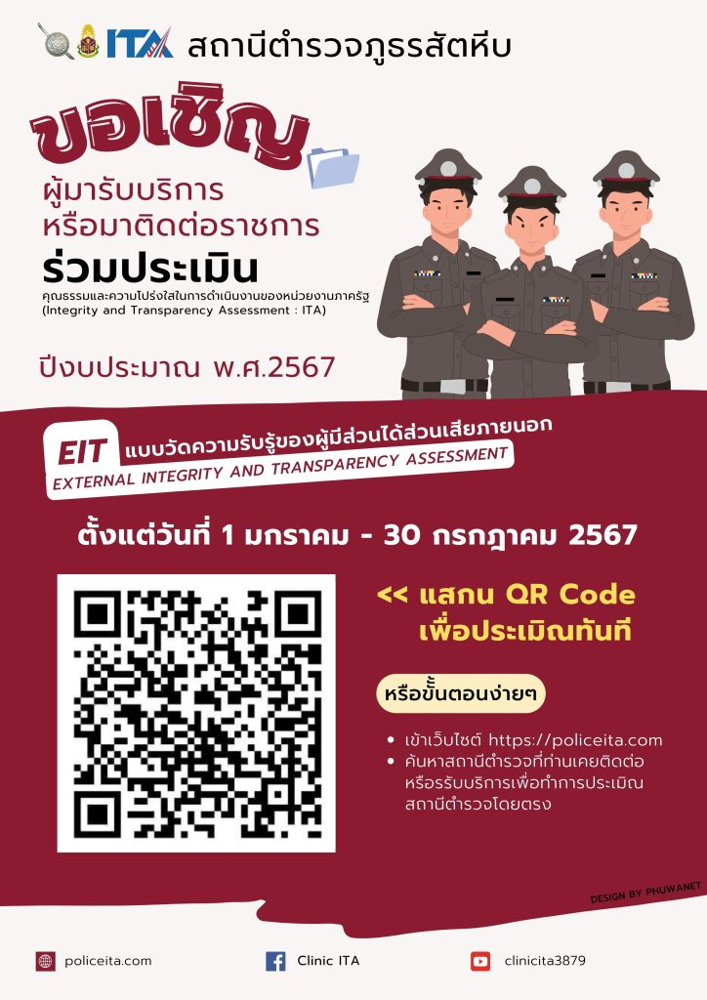 ITA สถานีตำรวจภูธรสัตหีบ
ขอเชิญ
ผู้มารับบริการ
หรือมาติดต่อราชการ
ร่วมประเมิน
คุณธรรมและความโปร่งใสในการดำเนินงานของหน่วยงานภาครัฐ
(Integrity and Transparency Assessment : ITA)
ปีงบประมาณ พ.ศ.2567
EIT แบบวัดความรับรู้ของผู้มีส่วนได้ส่วนเสียภายนอก
EXTERNAL INTEGRITY AND TRANSPARENCY ASSESSMENT
ตั้งแต่วันที่ 1 มกราคม - 30 กรกฎาคม 2567
<< แสกน QR Code
เพื่อประเมิณทันที
หรือขั้นตอนง่ายๆ
• เข้าเว็บไซต์ https://policeita.com
• ค้นหาสถานีตำรวจที่ท่านเคยติดต่อ
หรือรรับบริการเพื่อทำการประเมิณ
สถานีตำรวจโดยตรง
DESIGN BY PHUWANET
policeita.com
Clinic ITA
clinicita3879